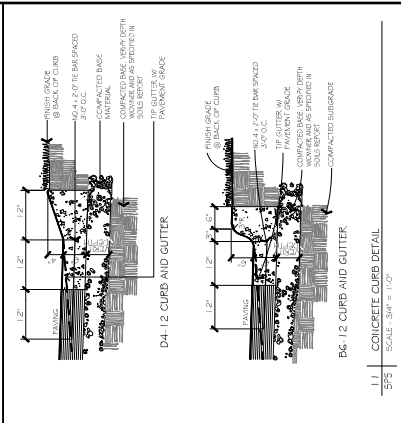 FINISH GRADE
@ BACK OF CURB
NO.4 x 2'-0" TIE BAR SPACED
3'-0" O.C.
COMPACTED BASE
MATERIAL
COMPACTED BASE, VERIFY DEPTH
W/OWNER AND AS SPECIFIED IN
SOILS REPORT
TIP GUTTER W/
PAVEMENT GRADE
12"
12"
12"
PAVING
D4-12 CURB AND GUTTER
FINISH GRADE
@ BACK OF CURB
NO.4 x 2'-0" TIE BAR SPACED
3'-0" O.C.
TIP GUTTER W/
PAVEMENT GRADE
COMPACTED BASE, VERIFY DEPTH
W/OWNER AND AS SPECIFIED IN
SOILS REPORT
COMPACTED SUBGRADE
12"
12"
3"
6"
PAVING
B6-12 CURB AND GUTTER
11
SP5
CONCRETE CURB DETAIL
SCALE - 3/4" = 1'-0"